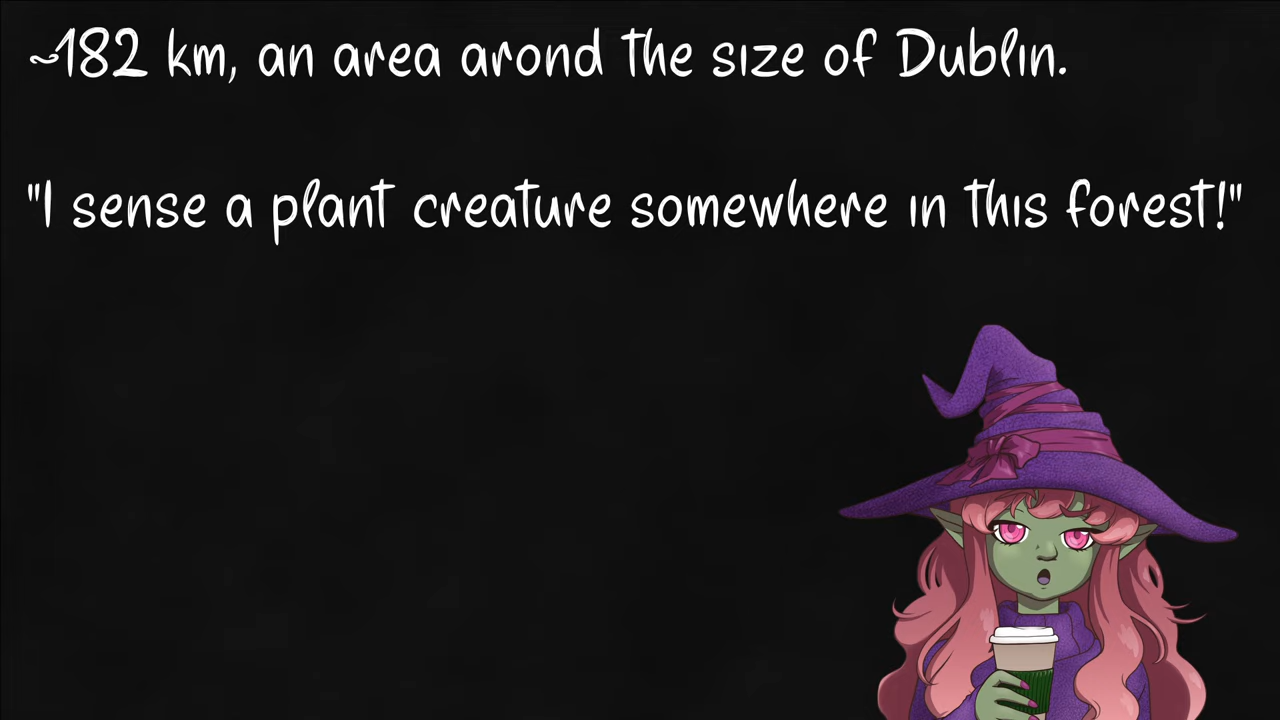 ~182 km, an area arond the size of Dublin.
"I sense a plant creature somewhere in this forest!"